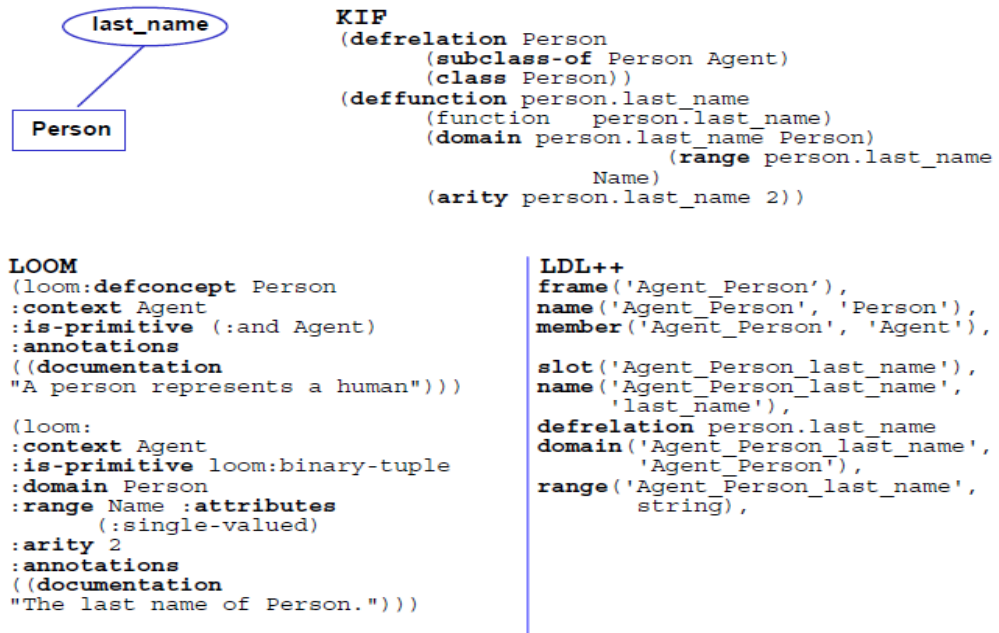 last_name
Person
KIF
(defrelation Person
(subclass-of Person Agent)
(class Person))
(deffunction person.last_name
(function person.last_name)
(domain person.last_name Person)
(range person.last_name
Name)
(arity person.last_name 2))
LOOM
(loom:defconcept Person
:context Agent
:is-primitive (:and Agent)
:annotations
((documentation
"A person represents a human")))
(loom:
:context Agent
:is-primitive loom:binary-tuple
:domain Person
:range Name :attributes
(:single-valued)
:arity 2
:annotations
((documentation
"The last name of Person.")))
LDL++
frame('Agent_Person’),
name('Agent_Person', 'Person'),
member('Agent_Person', 'Agent'),
slot('Agent_Person_last_name'),
name('Agent_Person_last_name',
'last_name'),
defrelation person.last_name
domain('Agent_Person_last_name',
'Agent_Person'),
range('Agent_Person_last_name',
string),